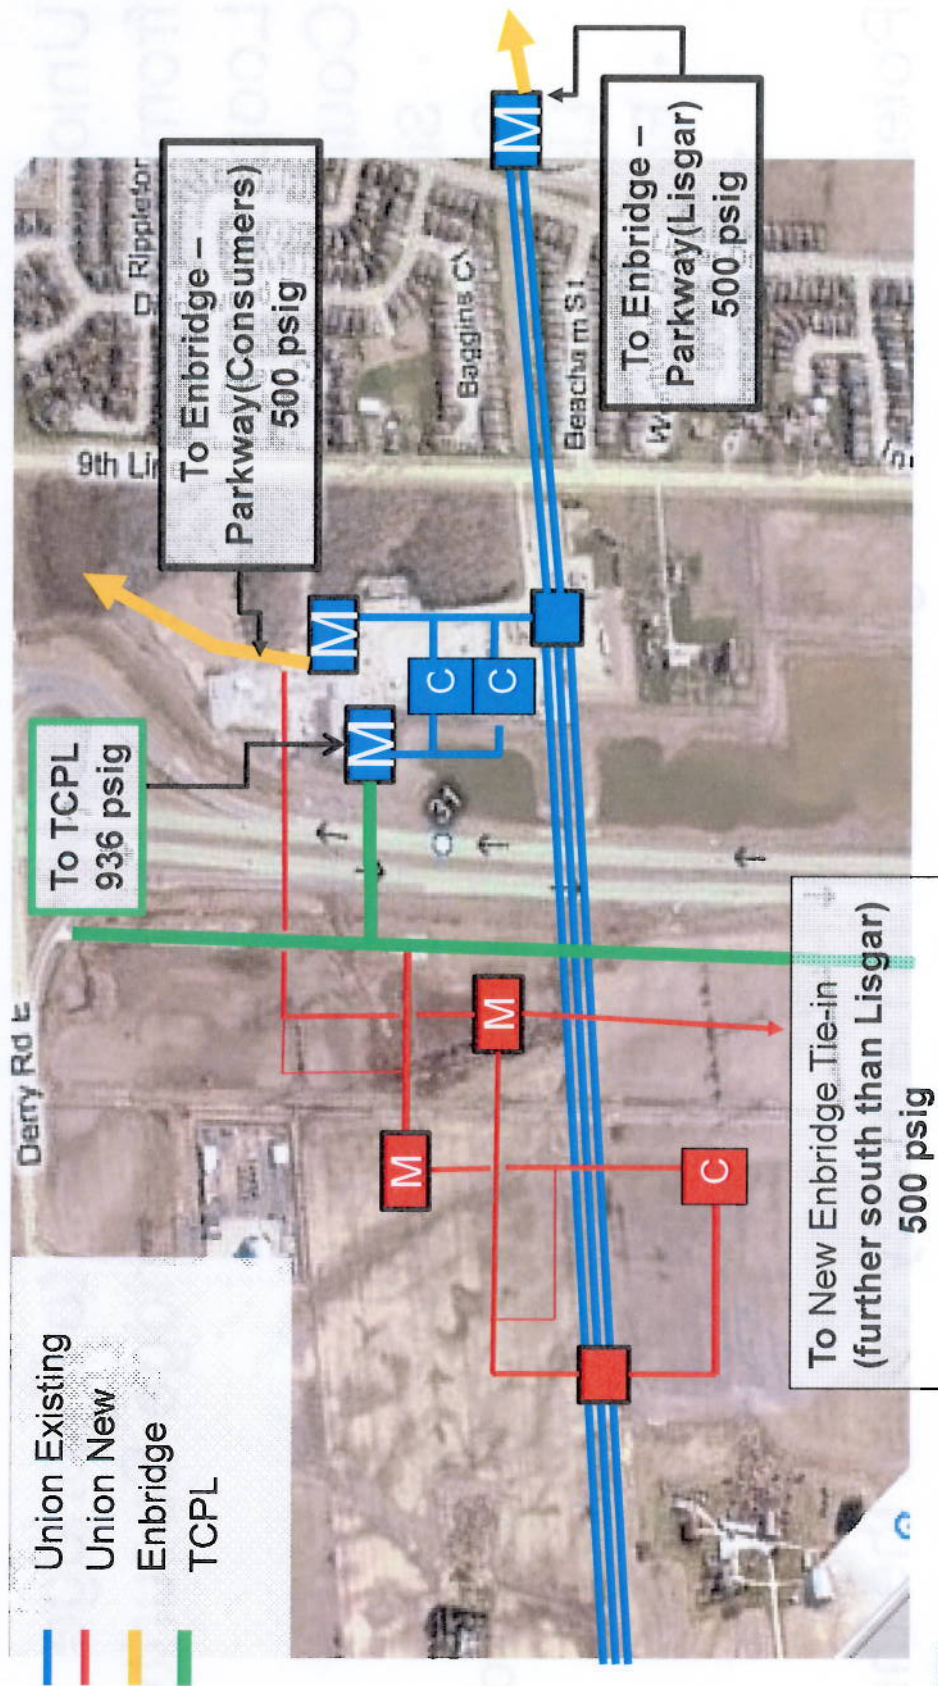 Union Existing
Union New
Enbridge
TCPL
Derry Rd E
To TCPL
936 psig
To Enbridge –
Parkway(Consumers)
500 psig
Rippleton
9th Lin
Baggins C
Beacham St
W
M
M
C
C
M
M
M
C
To Enbridge –
Parkway(Lisgar)
500 psig
To New Enbridge Tie-in
(further south than Lisgar)
500 psig